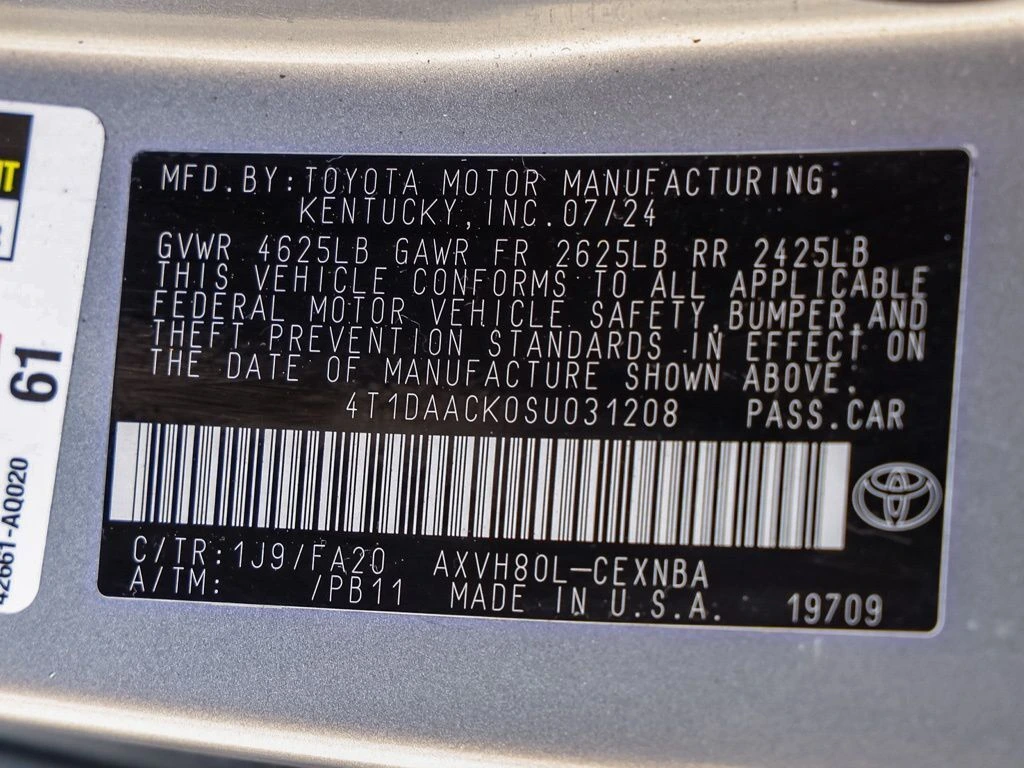 MFD.BY:TOYOTA MOTOR MANUFACTURING,
KENTUCKY,INC.07/24
GVWR 4625LB GAWR FR 2625LB RR 2425LB
THIS VEHICLE CONFORMS TO ALL APPLICABLE
FEDERAL MOTOR VEHICLE SAFETY,BUMPER,AND
THEFT PREVENTION STANDARDS IN EFFECT ON
THE DATE OF MANUFACTURE SHOWN ABOVE.
4T1DAACK0SU031208 PASS.CAR
C/TR:1J9/FA20 AXVH80L-CEXNBA
A/TM: /PB11 MADE IN U.S.A. 19709
61
42661-AQ020